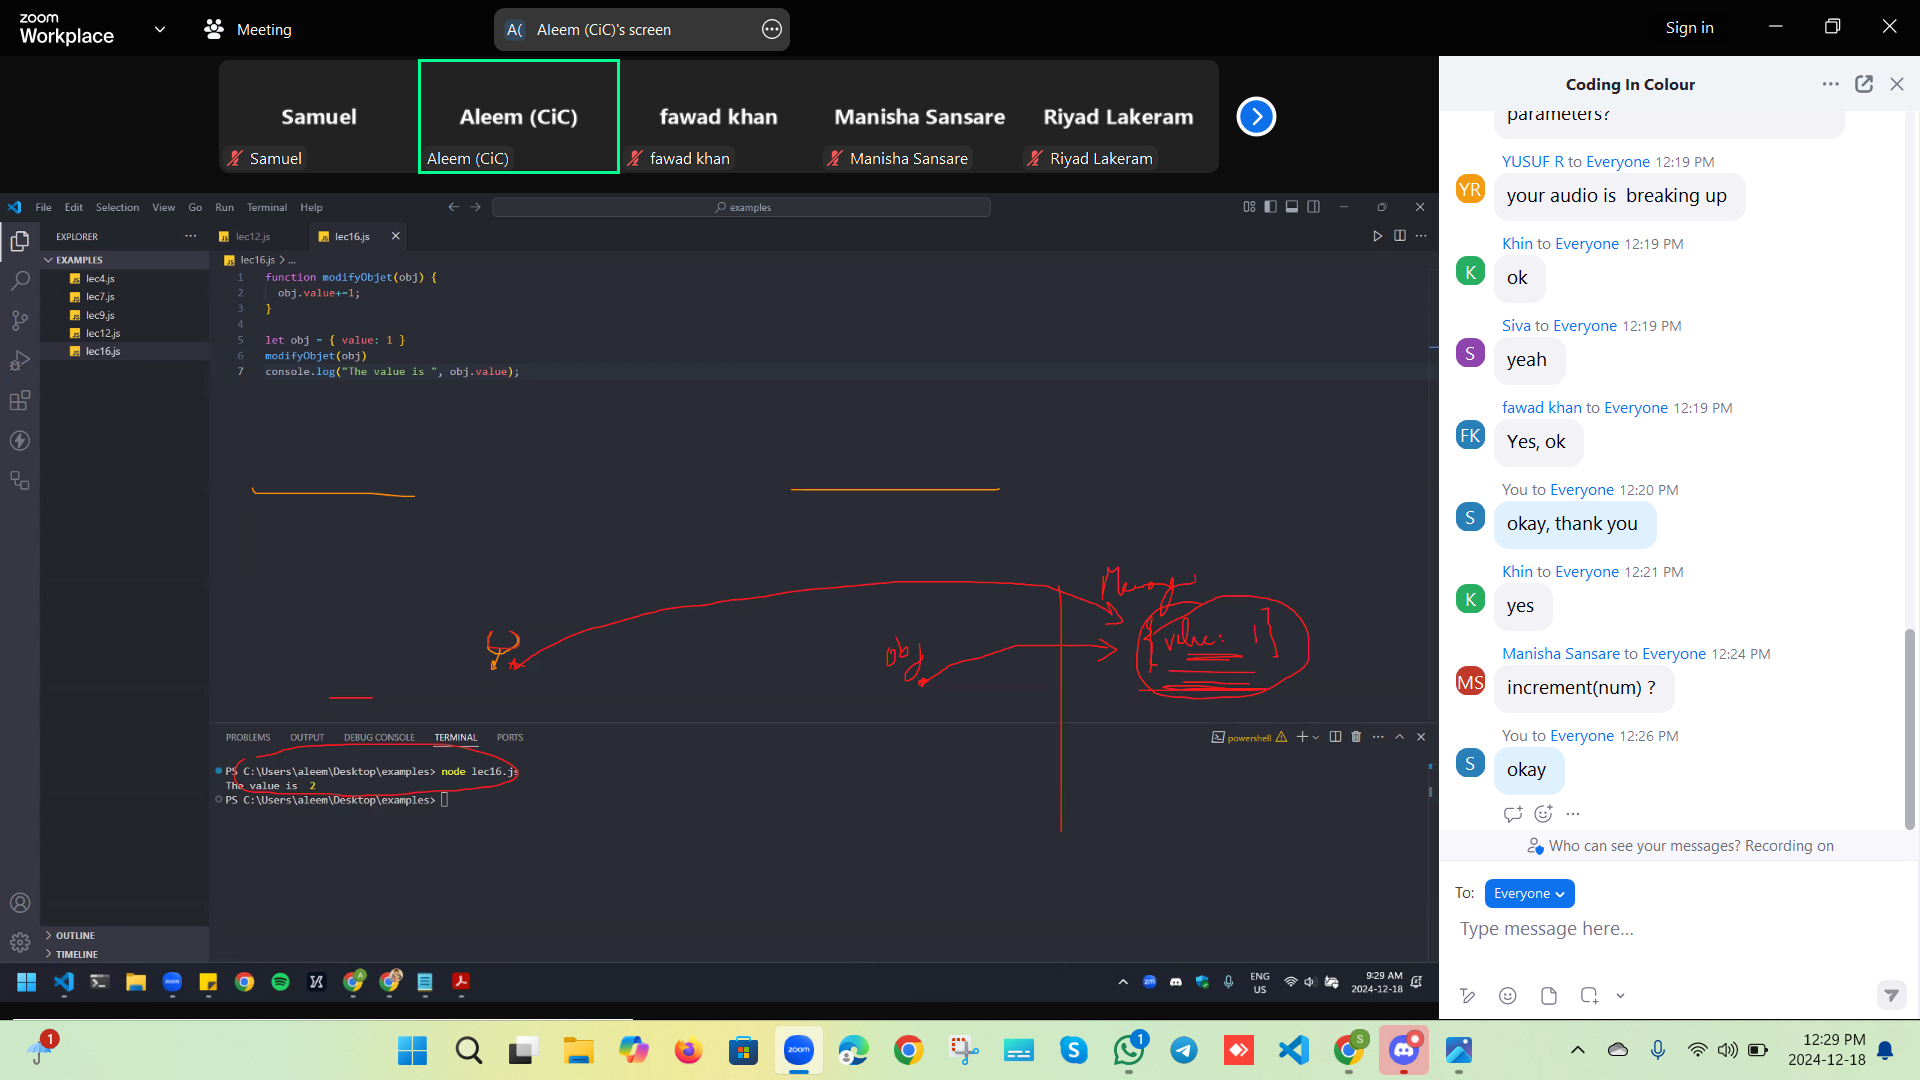 zoom
Workplace
Meeting
A( Aleem (CiC)'s screen
Sign in
Samuel
Aleem (CiC)
fawad khan
Manisha Sansare
Riyad Lakeram
Samuel
Aleem (CiC)
fawad khan
Manisha Sansare
Riyad Lakeram
File Edit Selection View Go Run Terminal Help
examples
EXPLORER
EXAMPLES
lec4.js
lec7.js
lec9.js
lec12.js
lec16.js
OUTLINE
TIMELINE
lec12.js
lec16.js
lec16.js > ...
1 function modifyObjet(obj) {
2 obj.value+=1;
3 }
4
5 let obj = { value: 1 }
6 modifyObjet(obj)
7 console.log("The value is ", obj.value);
Memory
obj
{ value: 1 }
PROBLEMS OUTPUT DEBUG CONSOLE TERMINAL PORTS
powershell
PS C:\Users\aleem\Desktop\examples> node lec16.js
The value is 2
PS C:\Users\aleem\Desktop\examples>
ENG
US
9:29 AM
2024-12-18
Coding In Colour
parameters?
YUSUF R to Everyone 12:19 PM
YR
your audio is breaking up
Khin to Everyone 12:19 PM
K
ok
Siva to Everyone 12:19 PM
S
yeah
fawad khan to Everyone 12:19 PM
FK
Yes, ok
You to Everyone 12:20 PM
S
okay, thank you
Khin to Everyone 12:21 PM
K
yes
Manisha Sansare to Everyone 12:24 PM
MS
increment(num) ?
You to Everyone 12:26 PM
S
okay
Who can see your messages? Recording on
To: Everyone
Type message here...
1
zoom
1
S
12:29 PM
2024-12-18